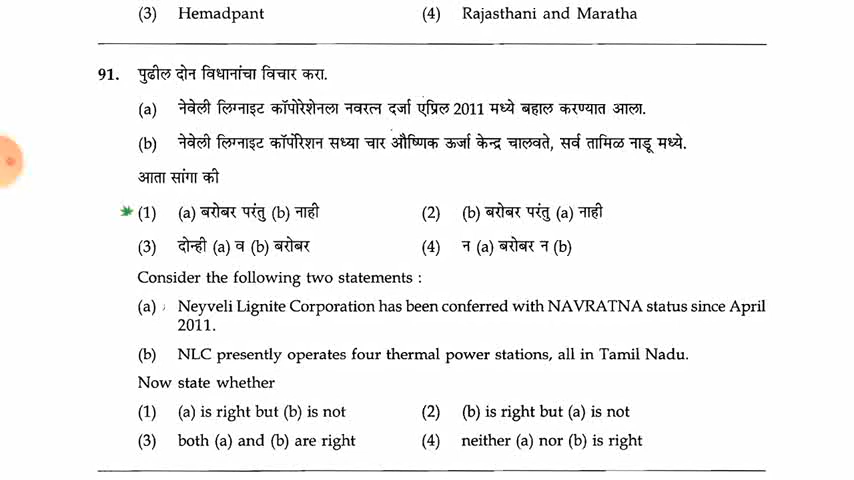 (3) Hemadpant (4) Rajasthani and Maratha
91. पुढील दोन विधानांचा विचार करा.
(a) नेवेली लिग्नाइट कॉपोरेशेनला नवरत्न दर्जा एप्रिल 2011 मध्ये बहाल करण्यात आला.
(b) नेवेली लिग्नाइट कॉर्पोरेशन सध्या चार औष्णिक ऊर्जा केन्द्र चालवते, सर्व तामिळ नाडू मध्ये.
आता सांगा की
(1) (a) बरोबर परंतु (b) नाही (2) (b) बरोबर परंतु (a) नाही
(3) दोन्ही (a) व (b) बरोबर (4) न (a) बरोबर न (b)
Consider the following two statements :
(a) Neyveli Lignite Corporation has been conferred with NAVRATNA status since April
2011.
(b) NLC presently operates four thermal power stations, all in Tamil Nadu.
Now state whether
(1) (a) is right but (b) is not (2) (b) is right but (a) is not
(3) both (a) and (b) are right (4) neither (a) nor (b) is right